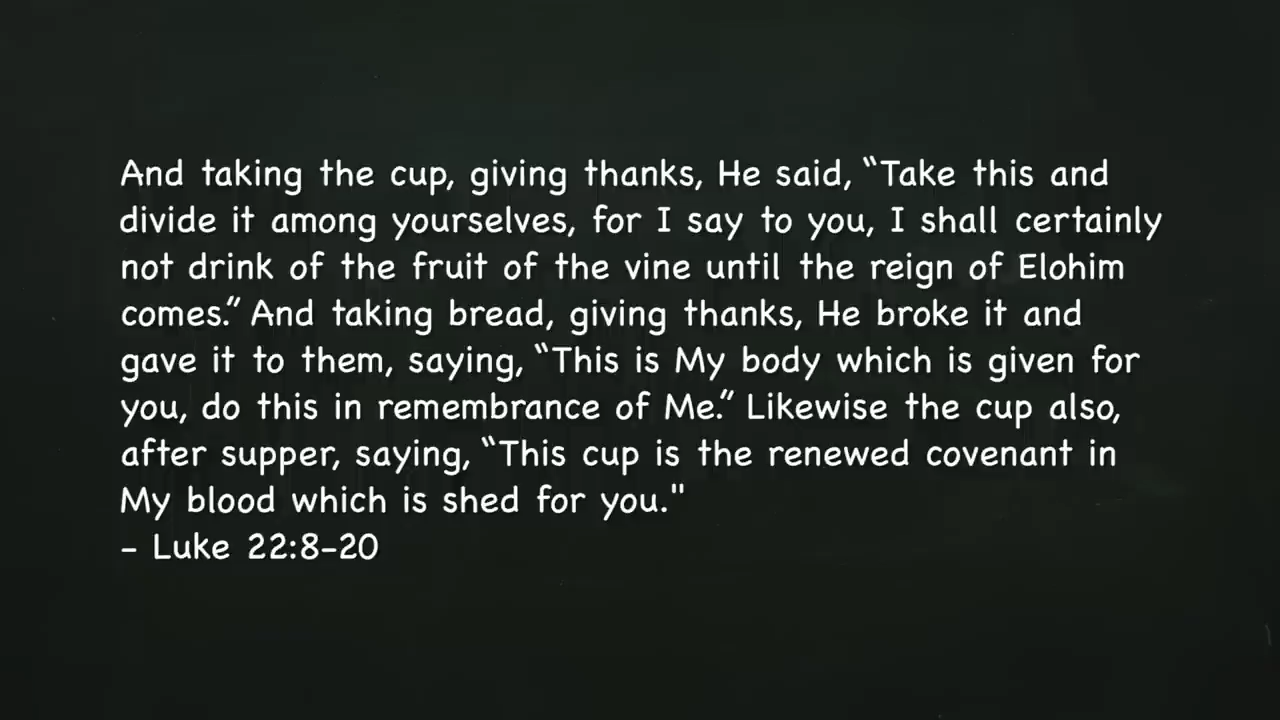 And taking the cup, giving thanks, He said, “Take this and
divide it among yourselves, for I say to you, I shall certainly
not drink of the fruit of the vine until the reign of Elohim
comes.” And taking bread, giving thanks, He broke it and
gave it to them, saying, “This is My body which is given for
you, do this in remembrance of Me.” Likewise the cup also,
after supper, saying, “This cup is the renewed covenant in
My blood which is shed for you."
– Luke 22:8-20